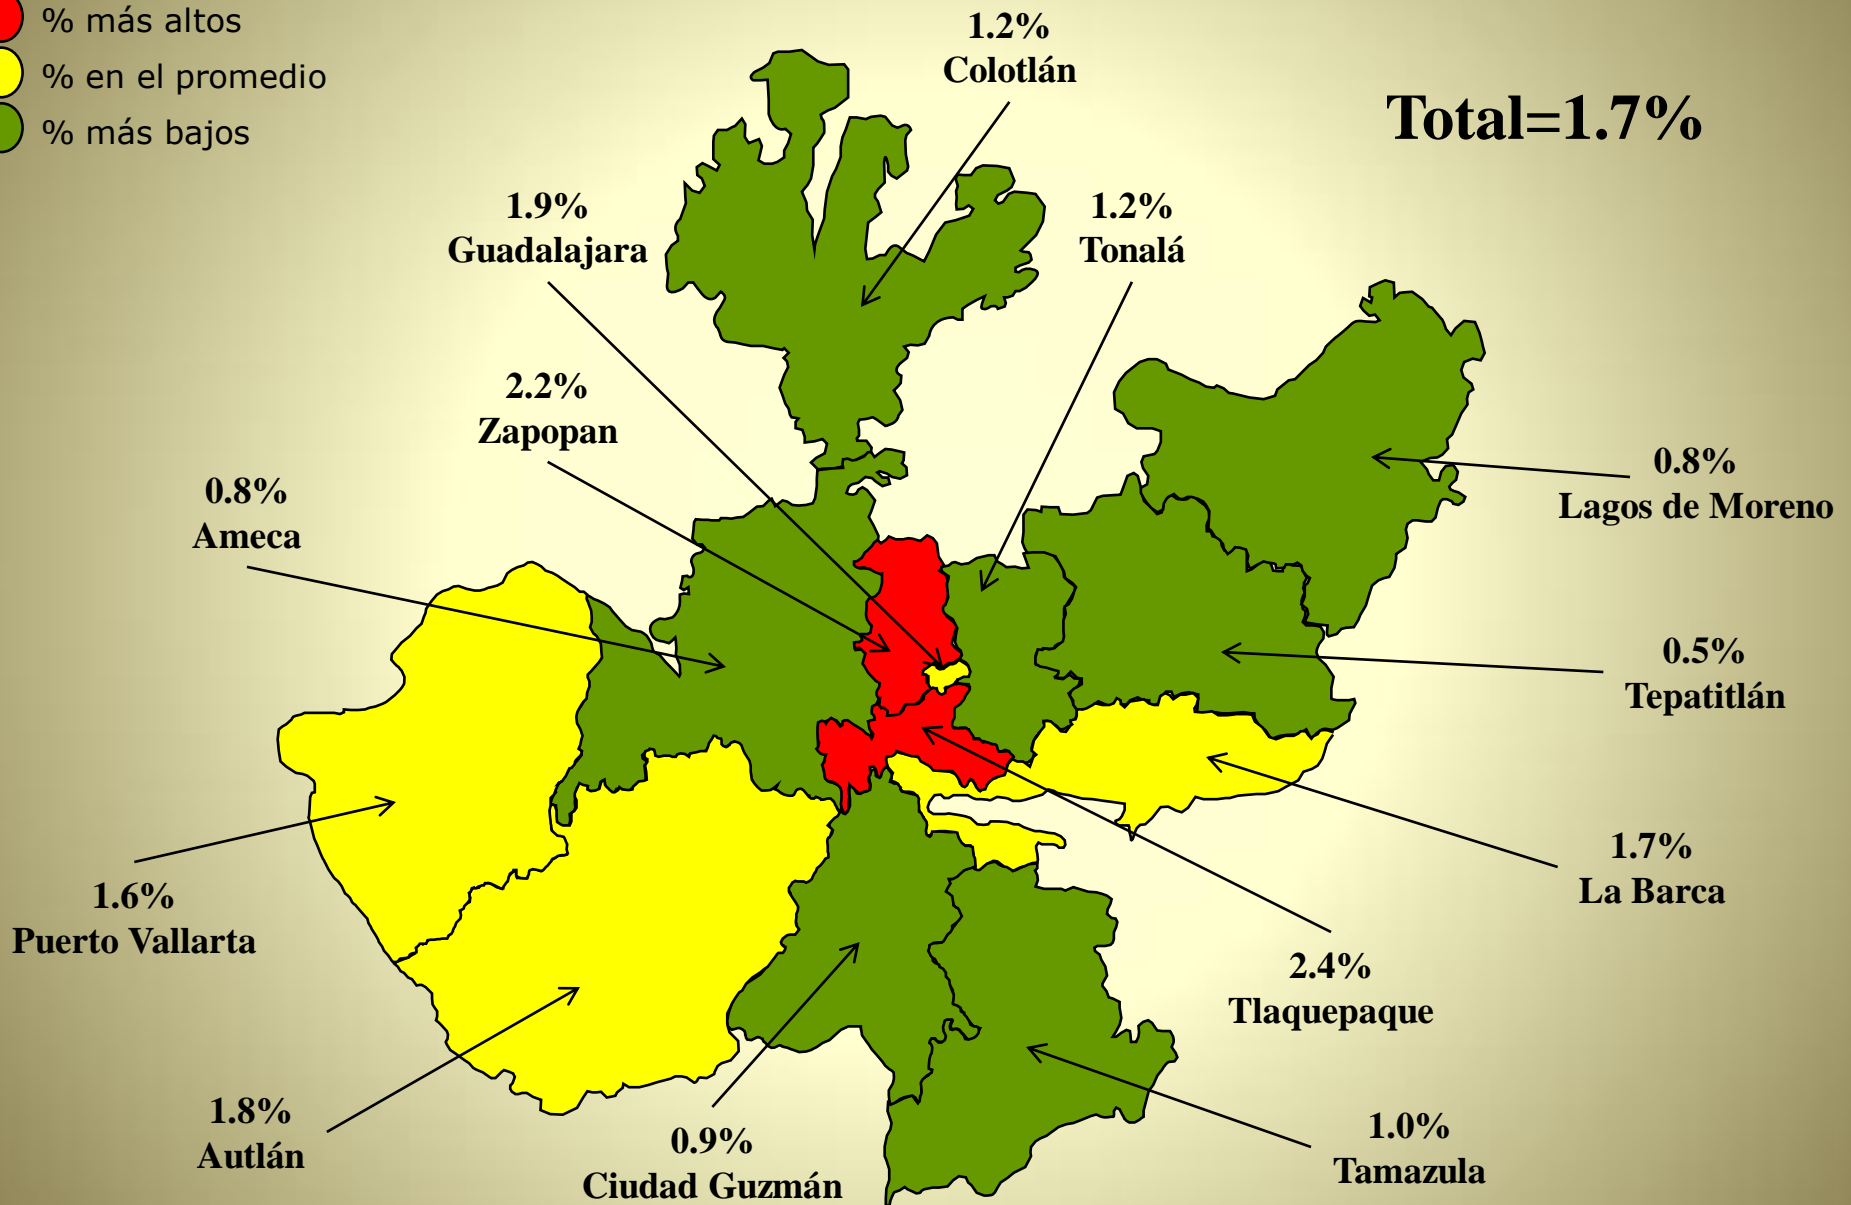 % más altos
% en el promedio
% más bajos
Total=1.7%
1.2%
Colotlán
1.9%
Guadalajara
1.2%
Tonalá
2.2%
Zapopan
0.8%
Ameca
0.8%
Lagos de Moreno
0.5%
Tepatitlán
1.6%
Puerto Vallarta
1.7%
La Barca
2.4%
Tlaquepaque
1.8%
Autlán
0.9%
Ciudad Guzmán
1.0%
Tamazula